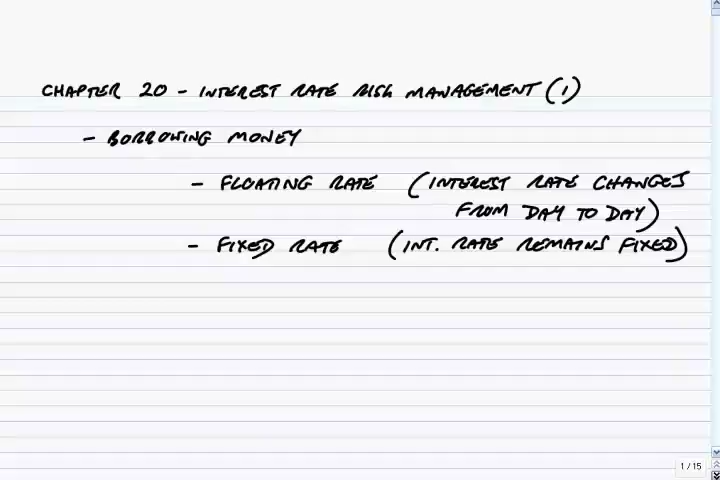 CHAPTER 20 - INTEREST RATE RISK MANAGEMENT (1)
- BORROWING MONEY
- FLOATING RATE (INTEREST RATE CHANGES
FROM DAY TO DAY)
- FIXED RATE (INT. RATE REMAINS FIXED)
1 / 15